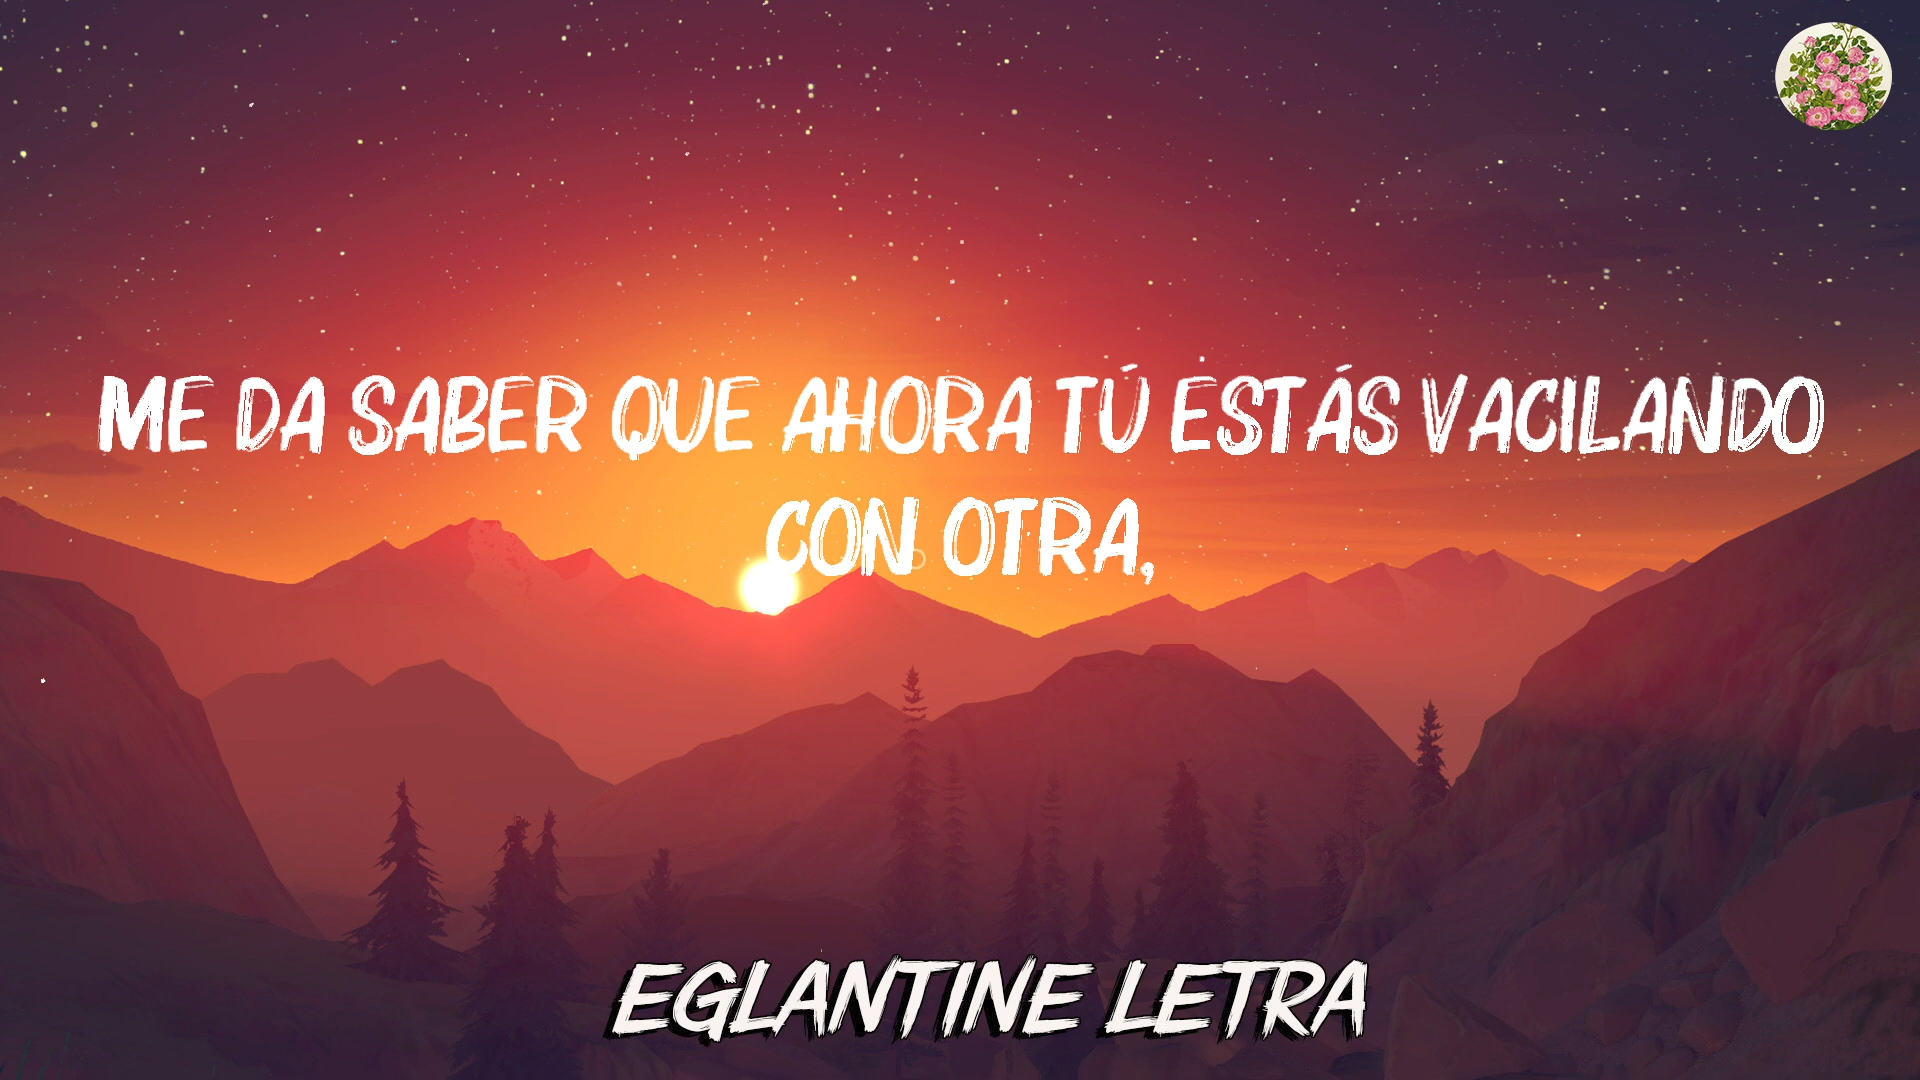 ME DA SABER QUE AHORA TÚ ESTÁS VACILANDO
CON OTRA,
EGLANTINE LETRA